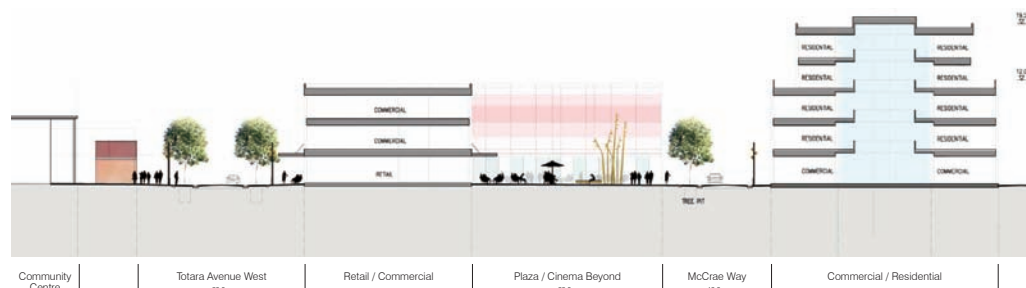 RESIDENTIAL RESIDENTIAL
RESIDENTIAL RESIDENTIAL
COMMERCIAL RESIDENTIAL RESIDENTIAL
COMMERCIAL RESIDENTIAL RESIDENTIAL
RETAIL COMMERCIAL COMMERCIAL
TREE PIT
Community
Centre
Totara Avenue West
Retail / Commercial
Plaza / Cinema Beyond
McCrae Way
Commercial / Residential